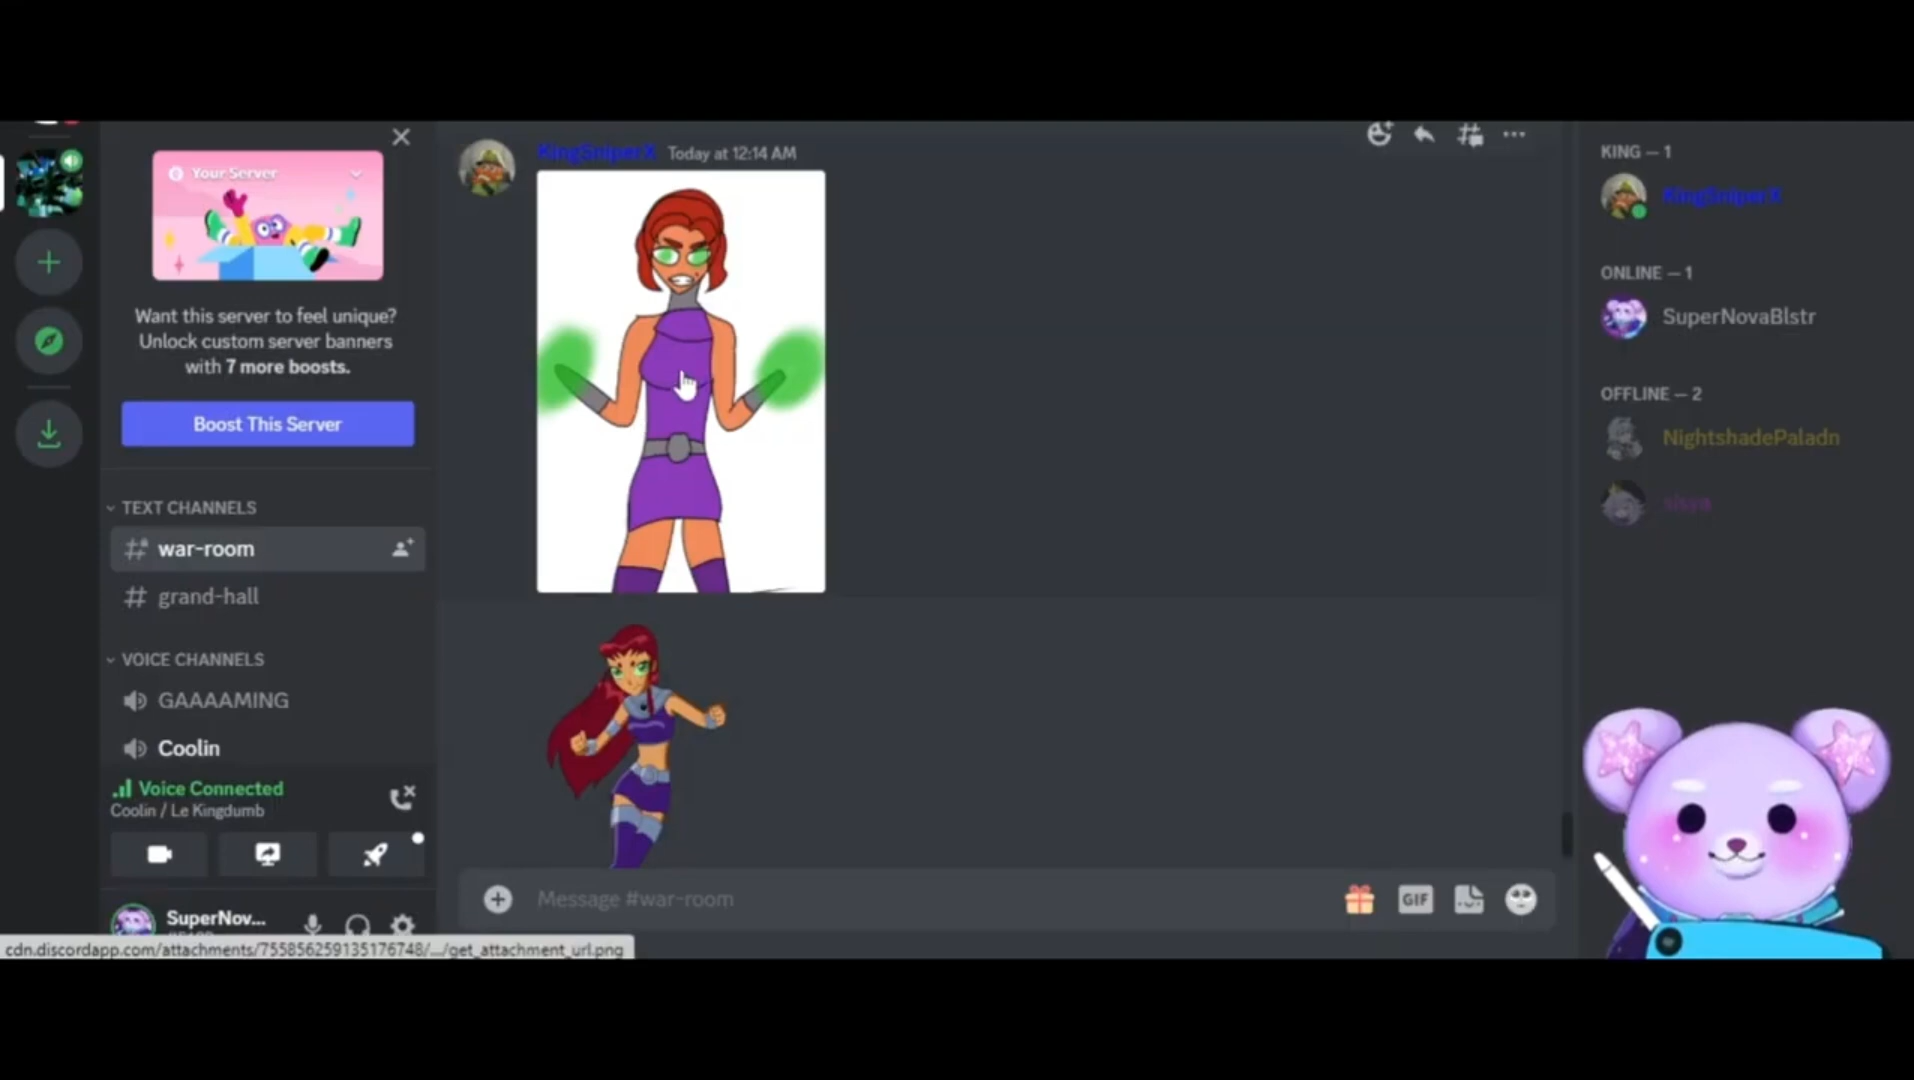 Your Server
Want this server to feel unique?
Unlock custom server banners
with 7 more boosts.
Boost This Server
TEXT CHANNELS
war-room
grand-hall
VOICE CHANNELS
GAAAAMING
Coolin
Voice Connected
Coolin / Le Kingdumb
SuperNov...
cdn.discordapp.com/attachments/755856259135176748/.../get_attachment_url.png
KingSniperX Today at 12:14 AM
Message #war-room
GIF
KING — 1
KingSniperX
ONLINE — 1
SuperNovaBlstr
OFFLINE — 2
NightshadePaladn